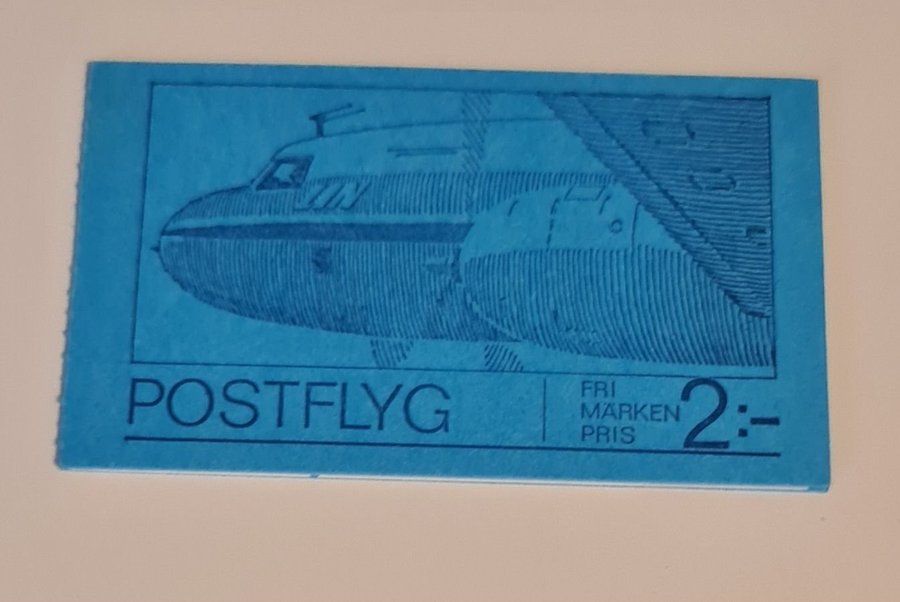 POSTFLYG
FRI
MÄRKEN
PRIS
2:-